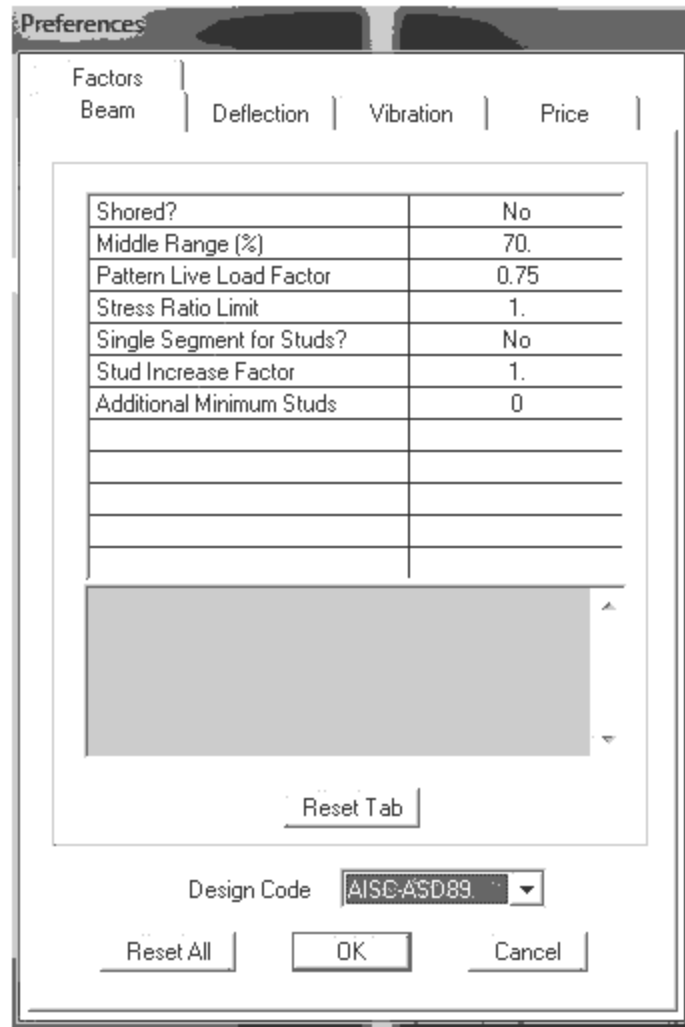 Preferences
Factors
Beam Deflection Vibration Price
Shored? No
Middle Range (%) 70.
Pattern Live Load Factor 0.75
Stress Ratio Limit 1.
Single Segment for Studs? No
Stud Increase Factor 1.
Additional Minimum Studs 0
Reset Tab
Design Code AISC-ASD89
Reset All OK Cancel